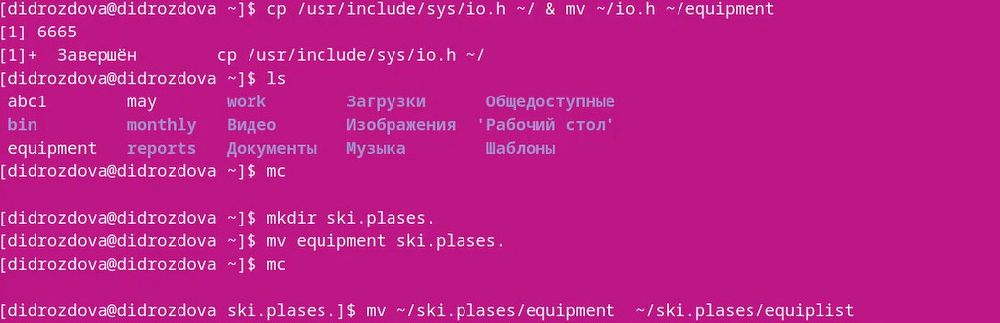 [didrozdova@didrozdova ~]$ cp /usr/include/sys/io.h ~/ & mv ~/io.h ~/equipment
[1] 6665
[1]+  Завершён        cp /usr/include/sys/io.h ~/
[didrozdova@didrozdova ~]$ ls
abc1        may       work        Загрузки      Общедоступные
bin         monthly   Видео       Изображения  'Рабочий стол'
equipment   reports   Документы   Музыка        Шаблоны
[didrozdova@didrozdova ~]$ mc
[didrozdova@didrozdova ~]$ mkdir ski.plases.
[didrozdova@didrozdova ~]$ mv equipment ski.plases.
[didrozdova@didrozdova ~]$ mc
[didrozdova@didrozdova ski.plases.]$ mv ~/ski.plases/equipment  ~/ski.plases/equiplist